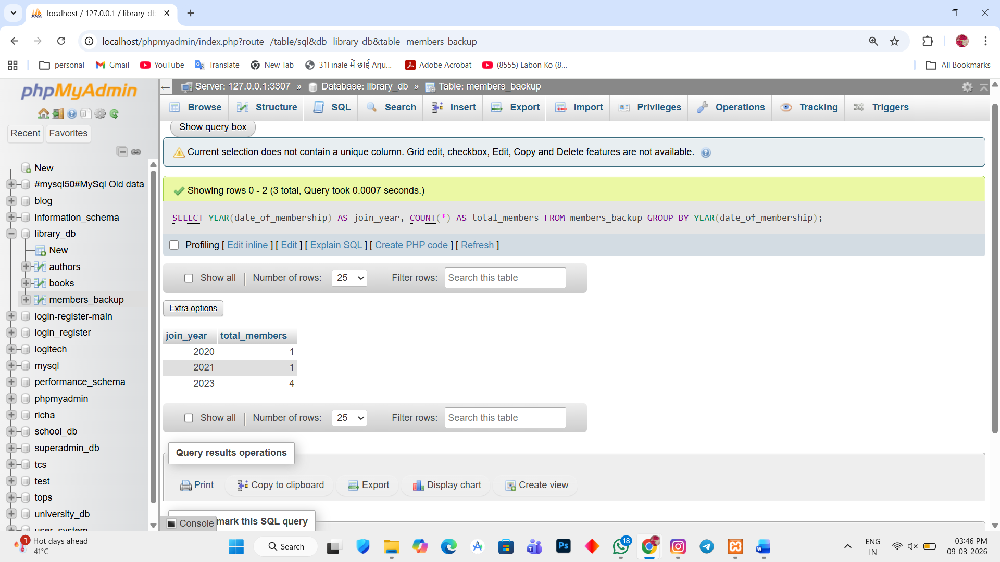 localhost / 127.0.0.1 / library_db
localhost/phpmyadmin/index.php?route=/table/sql&db=library_db&table=members_backup
personal Gmail YouTube Translate New Tab 31Finale में छाई Arju... Adobe Acrobat (8555) Labon Ko (8... All Bookmarks
phpMyAdmin
Recent Favorites
New
#mysql50#MySql Old data
blog
information_schema
library_db
New
authors
books
members_backup
login-register-main
login_register
logitech
mysql
performance_schema
phpmyadmin
richa
school_db
superadmin_db
tcs
test
tops
university_db
user_system
Server: 127.0.0.1:3307 » Database: library_db » Table: members_backup
Browse Structure SQL Search Insert Export Import Privileges Operations Tracking Triggers
Show query box
Current selection does not contain a unique column. Grid edit, checkbox, Edit, Copy and Delete features are not available.
Showing rows 0 - 2 (3 total, Query took 0.0007 seconds.)
SELECT YEAR(date_of_membership) AS join_year, COUNT(*) AS total_members FROM members_backup GROUP BY YEAR(date_of_membership);
Profiling [ Edit inline ] [ Edit ] [ Explain SQL ] [ Create PHP code ] [ Refresh ]
Show all Number of rows: 25 Filter rows: Search this table
Extra options
join_year total_members
2020 1
2021 1
2023 4
Show all Number of rows: 25 Filter rows: Search this table
Query results operations
Print Copy to clipboard Export Display chart Create view
Console mark this SQL query
1 Hot days ahead
41°C
Search
Ps
18
ENG
IN
03:46 PM
09-03-2026